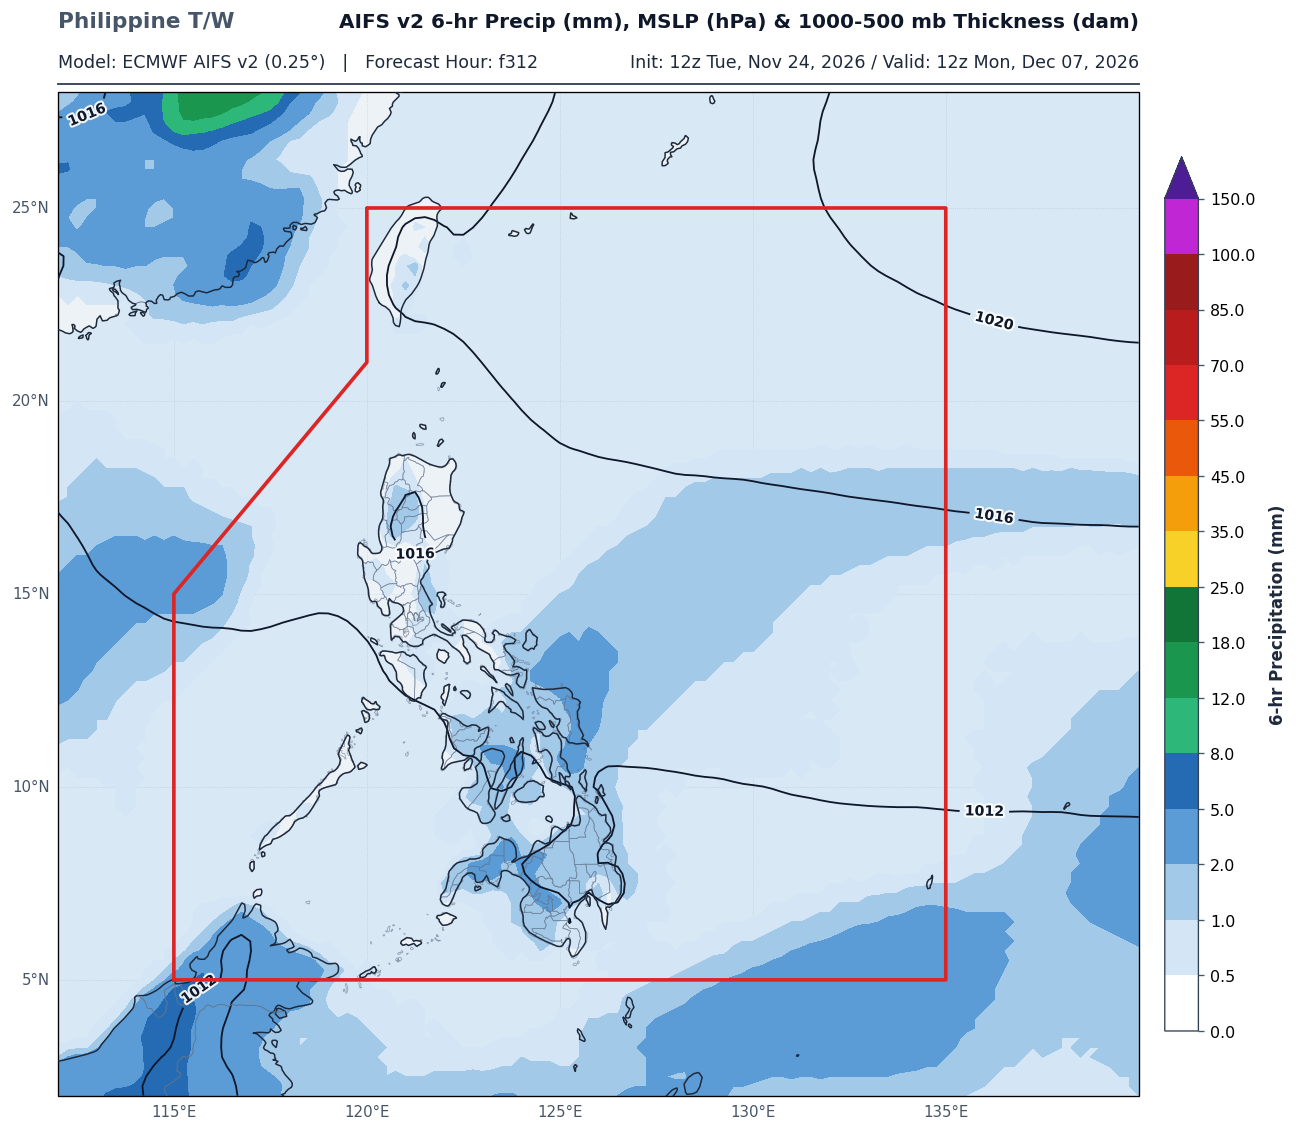 Philippine T/W
AIFS v2 6-hr Precip (mm), MSLP (hPa) & 1000-500 mb Thickness (dam)
Model: ECMWF AIFS v2 (0.25°) | Forecast Hour: f312
Init: 12z Tue, Nov 24, 2026 / Valid: 12z Mon, Dec 07, 2026
1016
1020
1016
1016
1012
1012
25°N
20°N
15°N
10°N
5°N
115°E
120°E
125°E
130°E
135°E
150.0
100.0
85.0
70.0
55.0
45.0
35.0
25.0
18.0
12.0
8.0
5.0
2.0
1.0
0.5
0.0
6-hr Precipitation (mm)